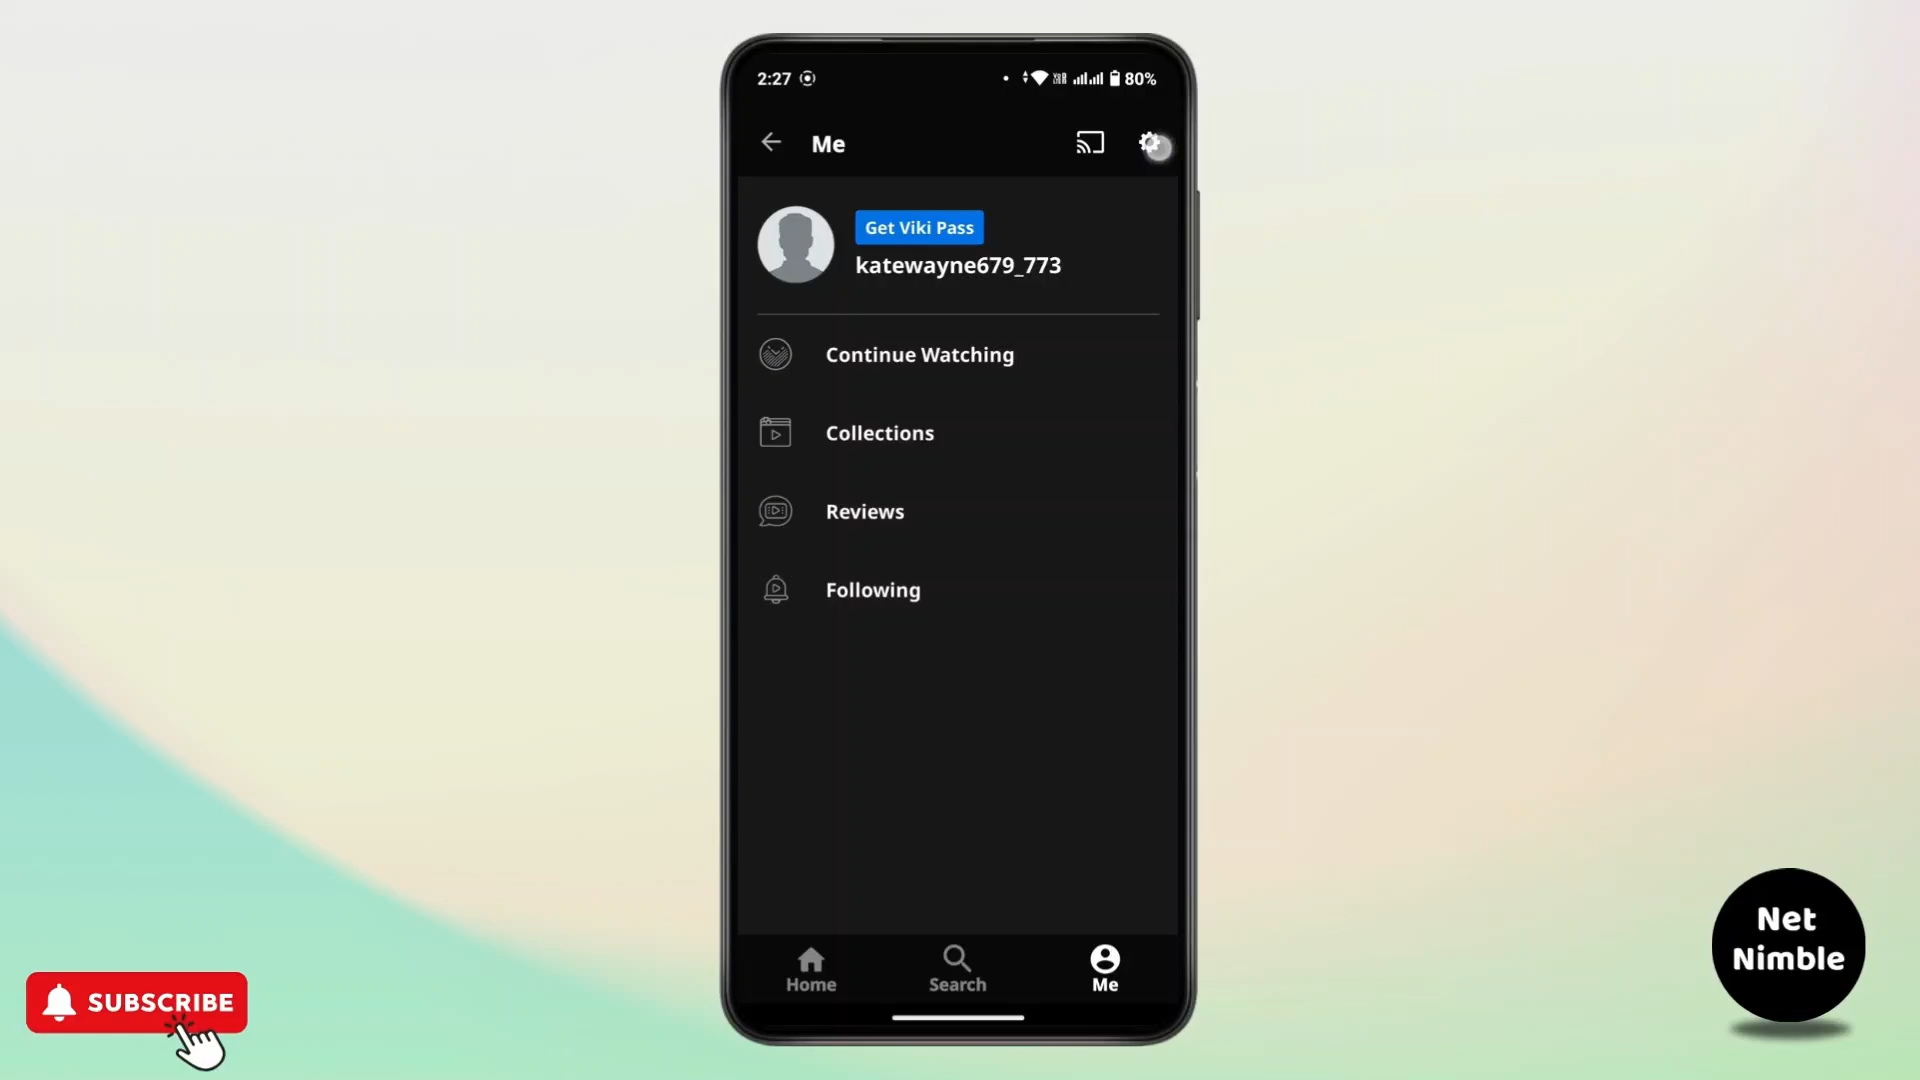 2:27
80%
Me
Get Viki Pass
katewayne679_773
Continue Watching
Collections
Reviews
Following
Home
Search
Me
SUBSCRIBE
Net
Nimble